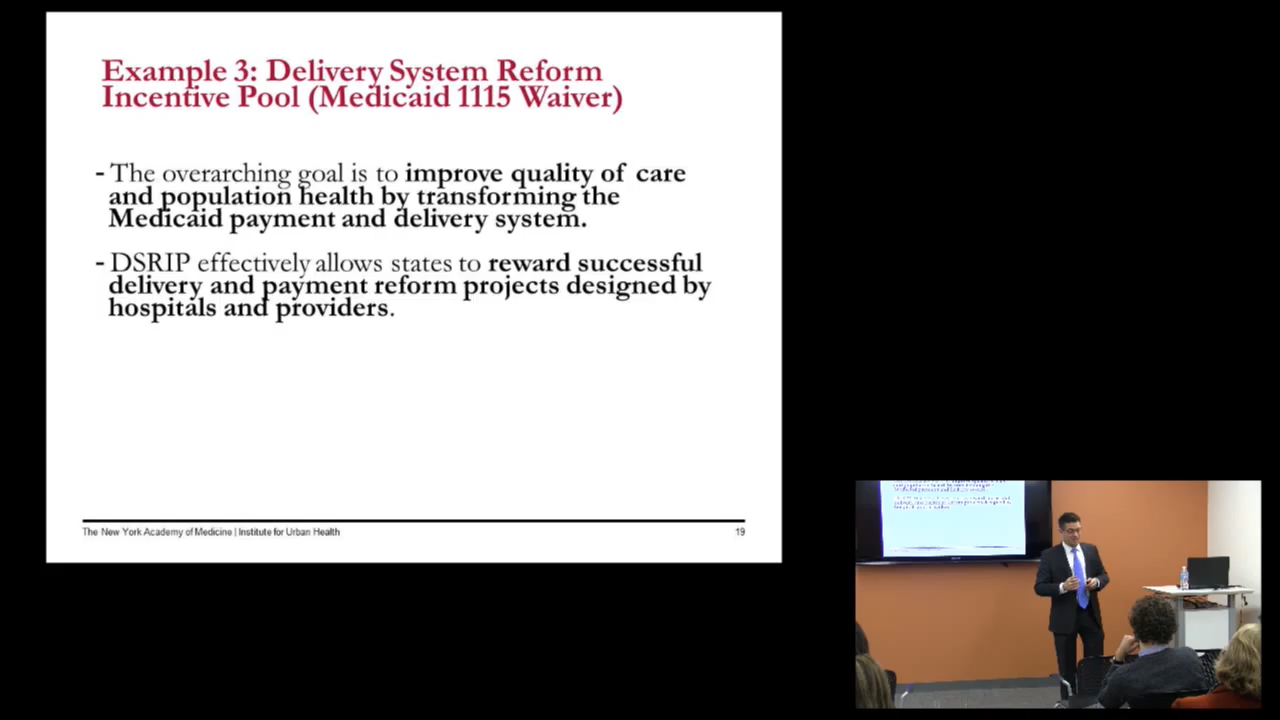 Example 3: Delivery System Reform
Incentive Pool (Medicaid 1115 Waiver)
- The overarching goal is to improve quality of care
and population health by transforming the
Medicaid payment and delivery system.
- DSRIP effectively allows states to reward successful
delivery and payment reform projects designed by
hospitals and providers.
The New York Academy of Medicine | Institute for Urban Health
19